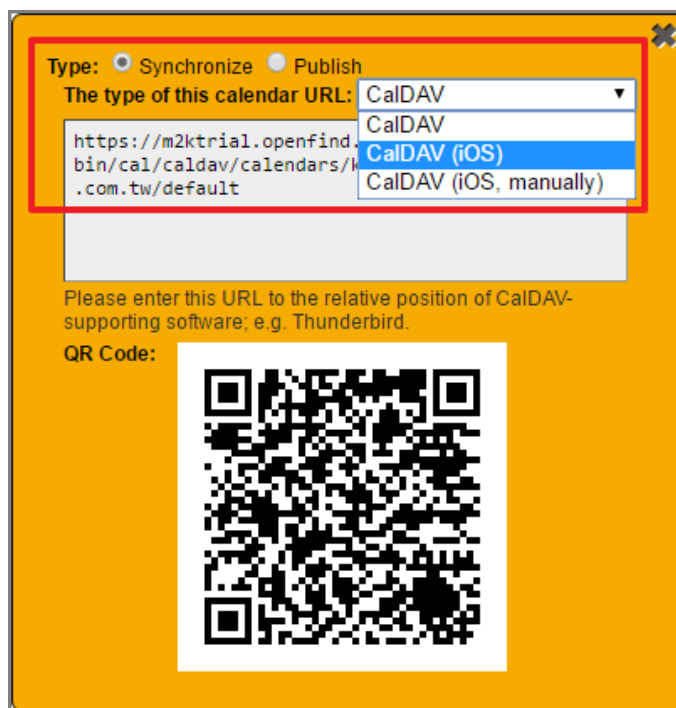 Type: Synchronize Publish
The type of this calendar URL: CalDAV
CalDAV
CalDAV (iOS)
CalDAV (iOS, manually)
https://m2ktrial.openfind.
bin/cal/caldav/calendars/k
.com.tw/default
Please enter this URL to the relative position of CalDAV-
supporting software; e.g. Thunderbird.
QR Code: